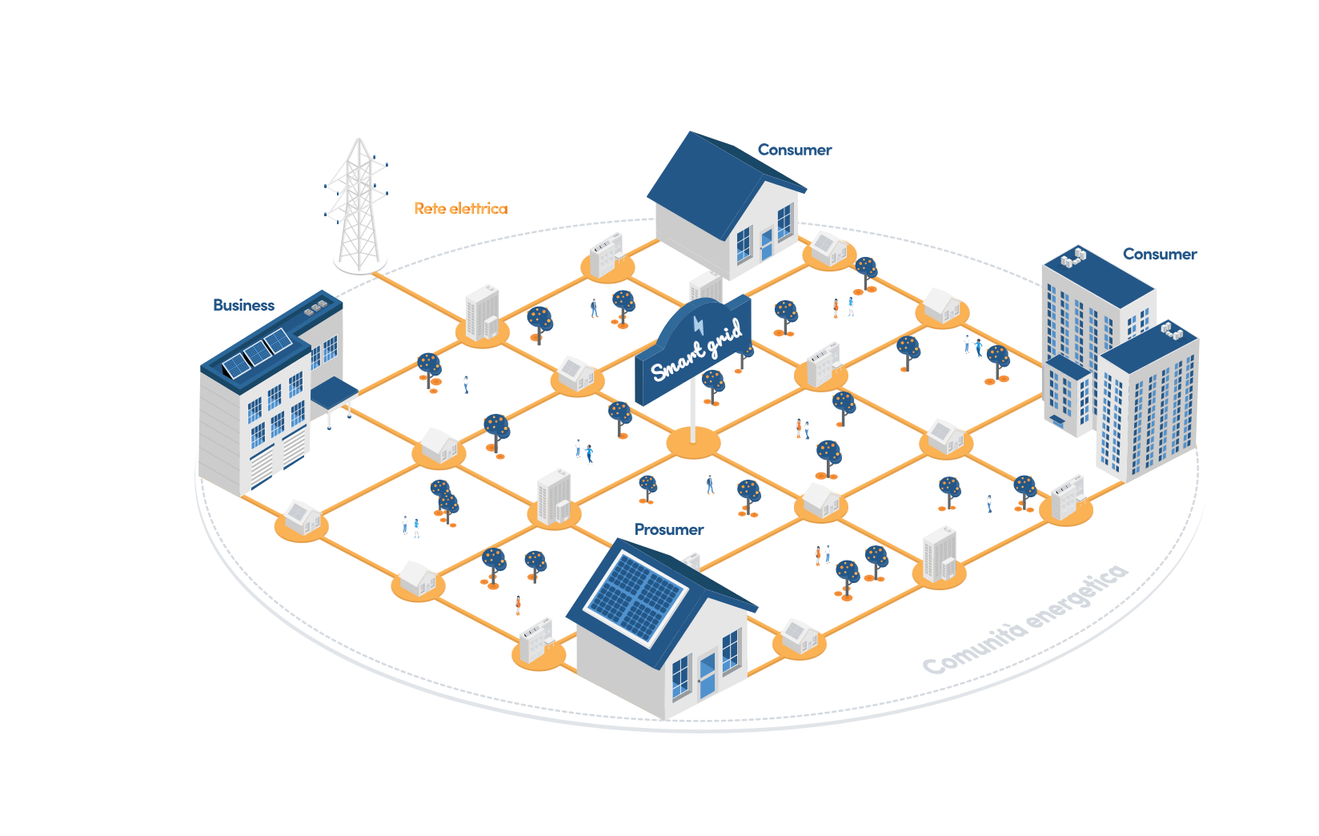 Consumer
Rete elettrica
Consumer
Business
Smart grid
Prosumer
Comunità energetica